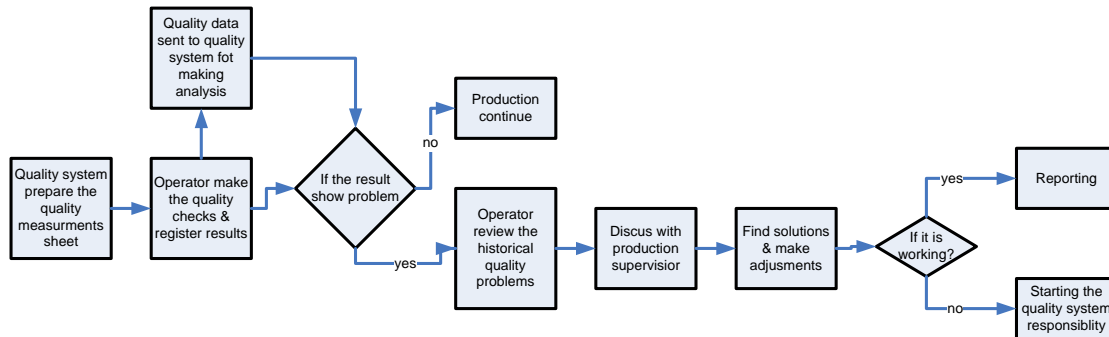 Quality data
sent to quality
system fot
making
analysis
Quality system
prepare the
quality
measurments
sheet
Operator make
the quality
checks &
register results
If the result
show problem
no
Production
continue
yes
Operator
review the
historical
quality
problems
Discus with
production
supervisior
Find solutions
& make
adjusments
If it is
working?
yes
Reporting
no
Starting the
quality system
responsiblity